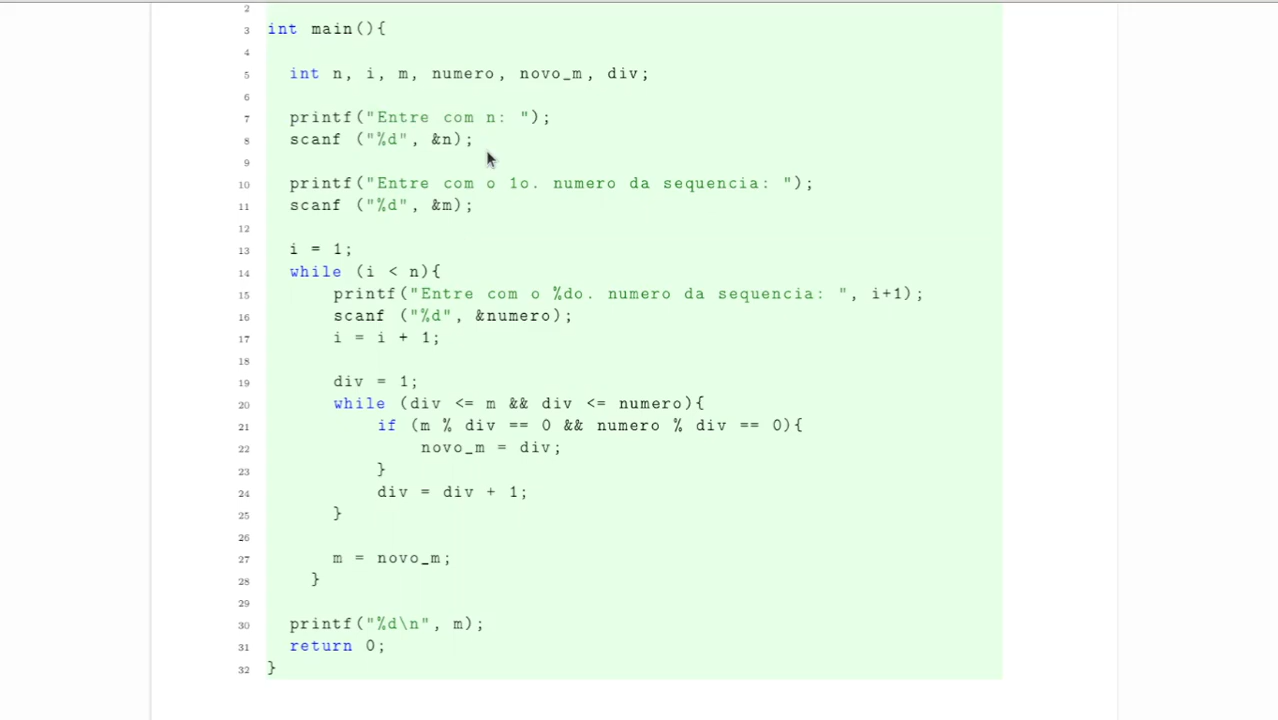 2
3 int main(){
4
5 int n, i, m, numero, novo_m, div;
6
7 printf("Entre com n: ");
8 scanf ("%d", &n);
9
10 printf("Entre com o 1o. numero da sequencia: ");
11 scanf ("%d", &m);
12
13 i = 1;
14 while (i < n){
15 printf("Entre com o %do. numero da sequencia: ", i+1);
16 scanf ("%d", &numero);
17 i = i + 1;
18
19 div = 1;
20 while (div <= m && div <= numero){
21 if (m % div == 0 && numero % div == 0){
22 novo_m = div;
23 }
24 div = div + 1;
25 }
26
27 m = novo_m;
28 }
29
30 printf("%d\n", m);
31 return 0;
32 }